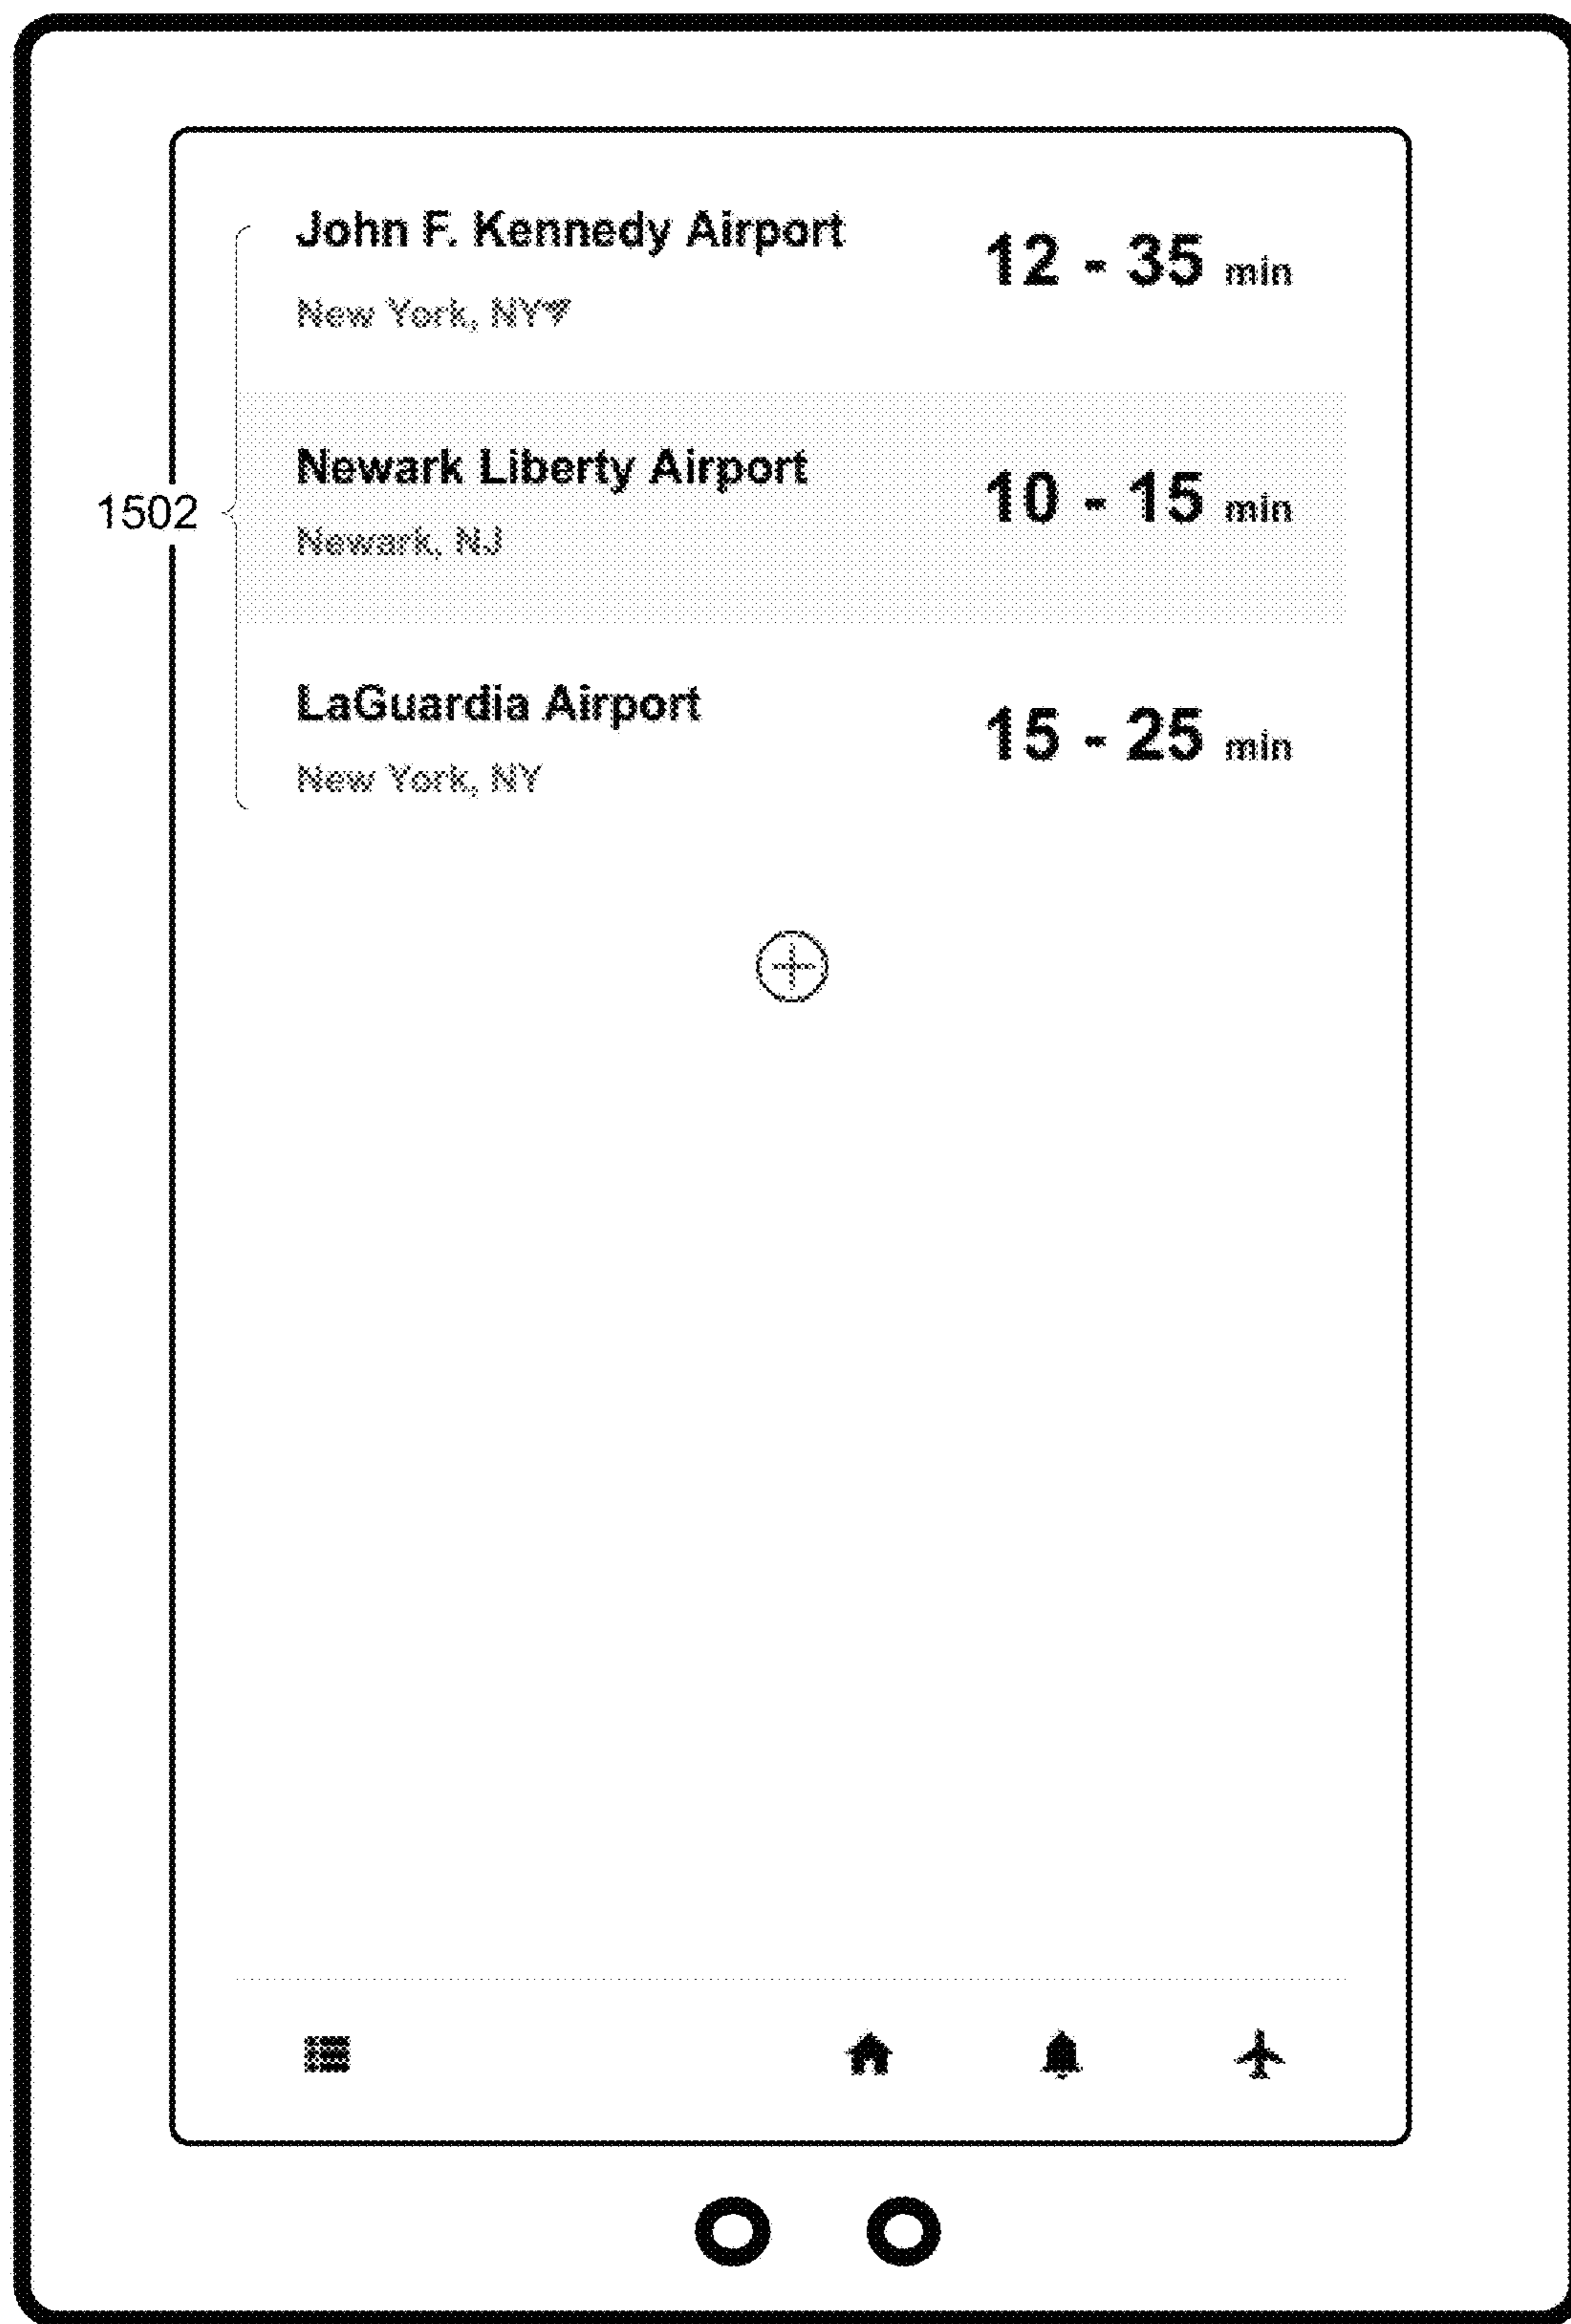 John F. Kennedy Airport
12 - 35 min
New York, NY
1502
Newark Liberty Airport
10 - 15 min
Newark, NJ
LaGuardia Airport
15 - 25 min
New York, NY